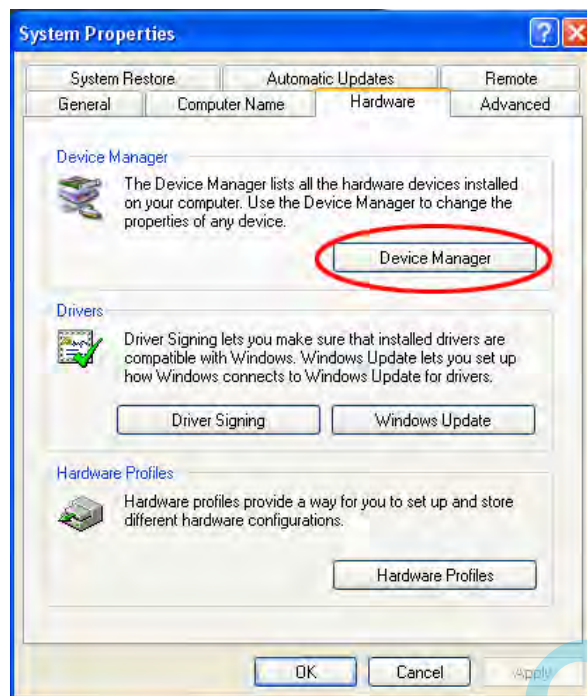 System Properties
System Restore Automatic Updates Remote
General Computer Name Hardware Advanced
Device Manager
The Device Manager lists all the hardware devices installed
on your computer. Use the Device Manager to change the
properties of any device.
Device Manager
Drivers
Driver Signing lets you make sure that installed drivers are
compatible with Windows. Windows Update lets you set up
how Windows connects to Windows Update for drivers.
Driver Signing Windows Update
Hardware Profiles
Hardware profiles provide a way for you to set up and store
different hardware configurations.
Hardware Profiles
OK Cancel Apply